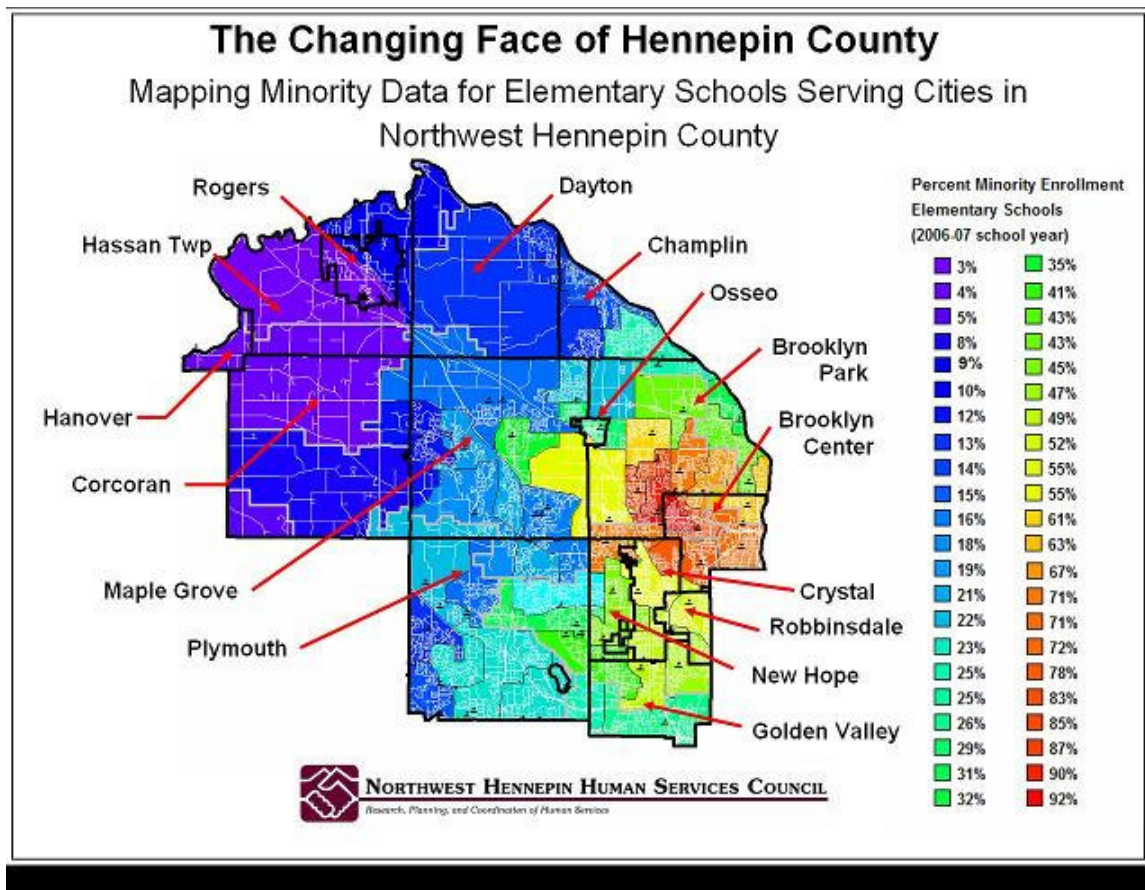 The Changing Face of Hennepin County
Mapping Minority Data for Elementary Schools Serving Cities in
Northwest Hennepin County
Rogers
Dayton
Hassan Twp
Champlin
Osseo
Brooklyn
Park
Hanover
Brooklyn
Center
Corcoran
Maple Grove
Crystal
Plymouth
Robbinsdale
New Hope
Golden Valley
Percent Minority Enrollment
Elementary Schools
(2006-07 school year)
3%
4%
5%
8%
9%
10%
12%
13%
14%
15%
16%
18%
19%
21%
22%
23%
25%
25%
26%
29%
31%
32%
35%
41%
43%
43%
45%
47%
49%
52%
55%
55%
61%
63%
67%
71%
71%
72%
78%
83%
85%
87%
90%
92%
Northwest Hennepin Human Services Council
Research, Planning, and Coordination of Human Services